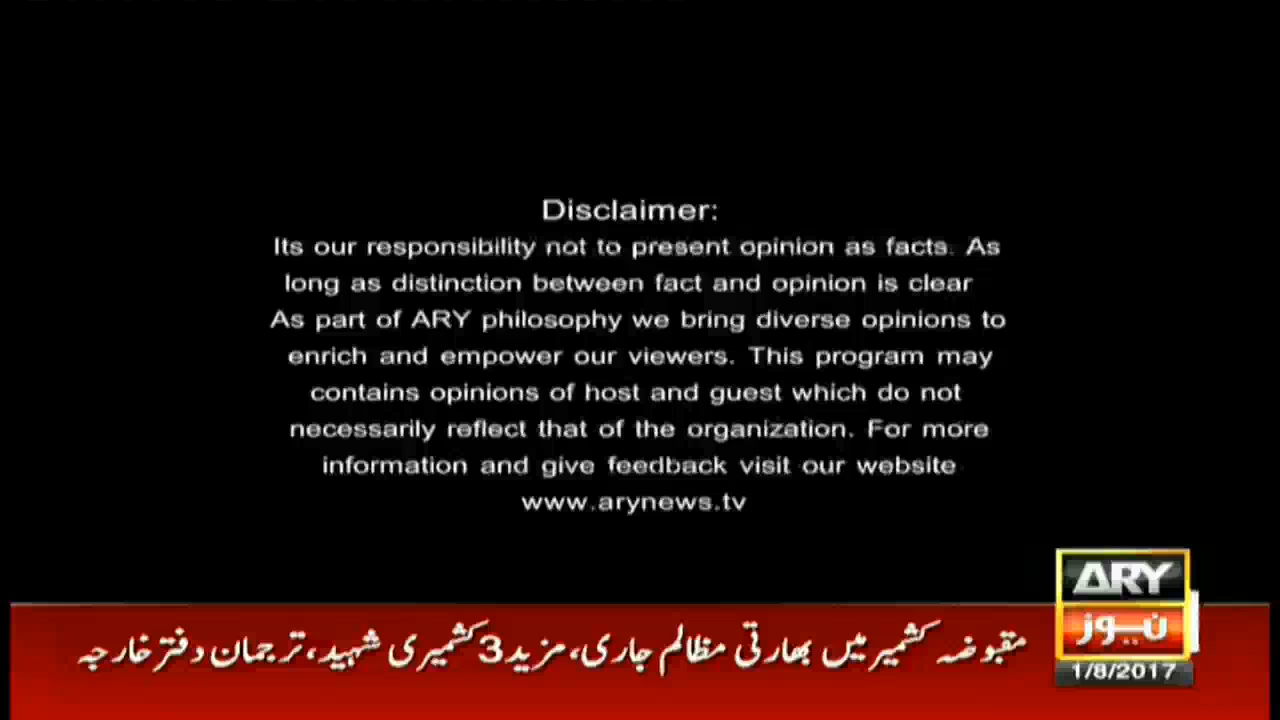 Disclaimer:
Its our responsibility not to present opinion as facts. As
long as distinction between fact and opinion is clear
As part of ARY philosophy we bring diverse opinions to
enrich and empower our viewers. This program may
contains opinions of host and guest which do not
necessarily reflect that of the organization. For more
information and give feedback visit our website
www.arynews.tv
ARY
نیوز
1/8/2017
مقبوضہ کشمیر میں بھارتی مظالم جاری، مزید 3 کشمیری شہید، ترجمان دفتر خارجہ